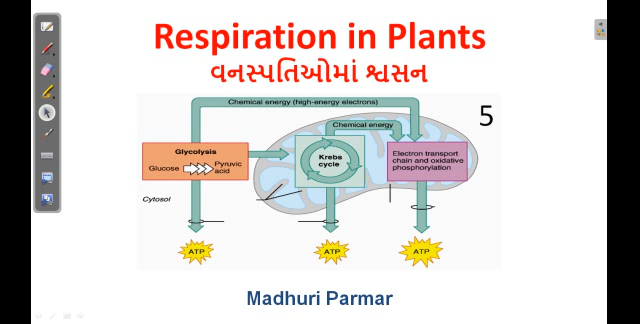 Respiration in Plants
વનસ્પતિઓમાં શ્વસન
5
Chemical energy (high-energy electrons)
Chemical energy
Glycolysis
Glucose
Pyruvic
acid
Krebs
cycle
Electron transport
chain and oxidative
phosphorylation
Cytosol
ATP
ATP
ATP
Madhuri Parmar